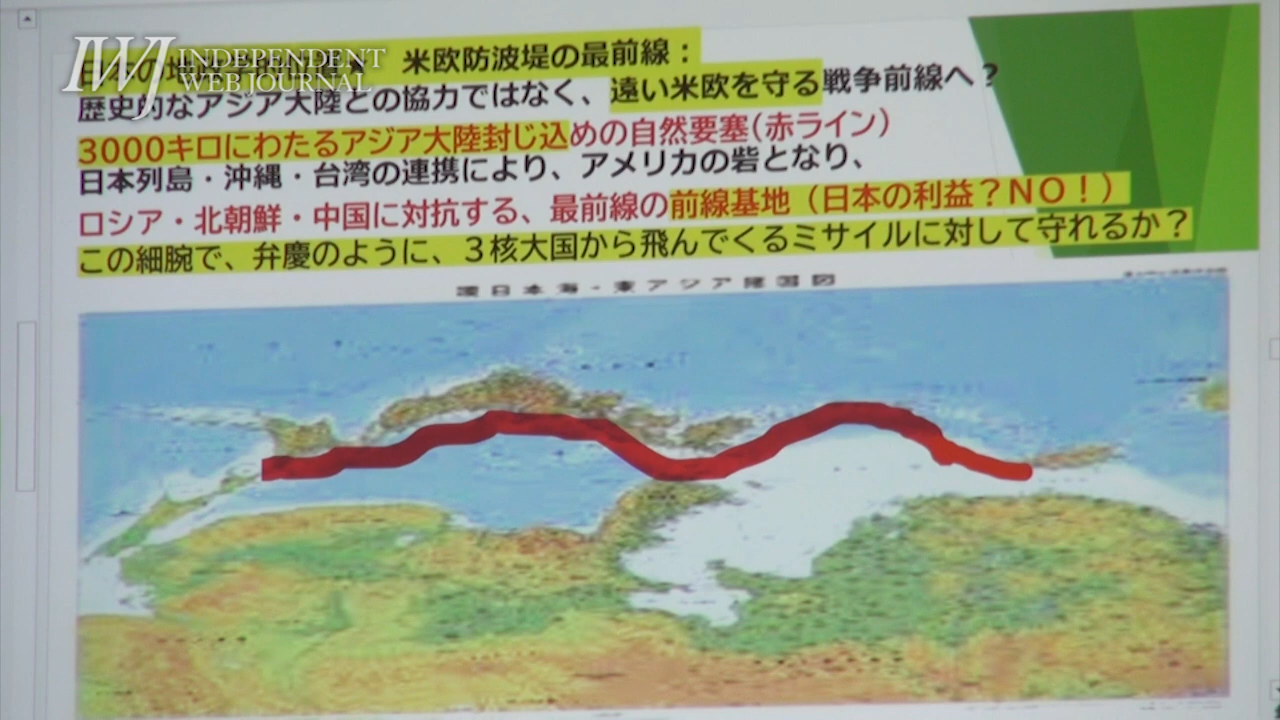 IWJ INDEPENDENT
WEB JOURNAL
米欧防波堤の最前線：
歴史的なアジア大陸との協力ではなく、遠い米欧を守る戦争前線へ？
3000キロにわたるアジア大陸封じ込めの自然要塞（赤ライン）
日本列島・沖縄・台湾の連携により、アメリカの砦となり、
ロシア・北朝鮮・中国に対抗する、最前線の前線基地（日本の利益？NO！）
この細腕で、弁慶のように、３核大国から飛んでくるミサイルに対して守れるか？
環日本海・東アジア諸国図